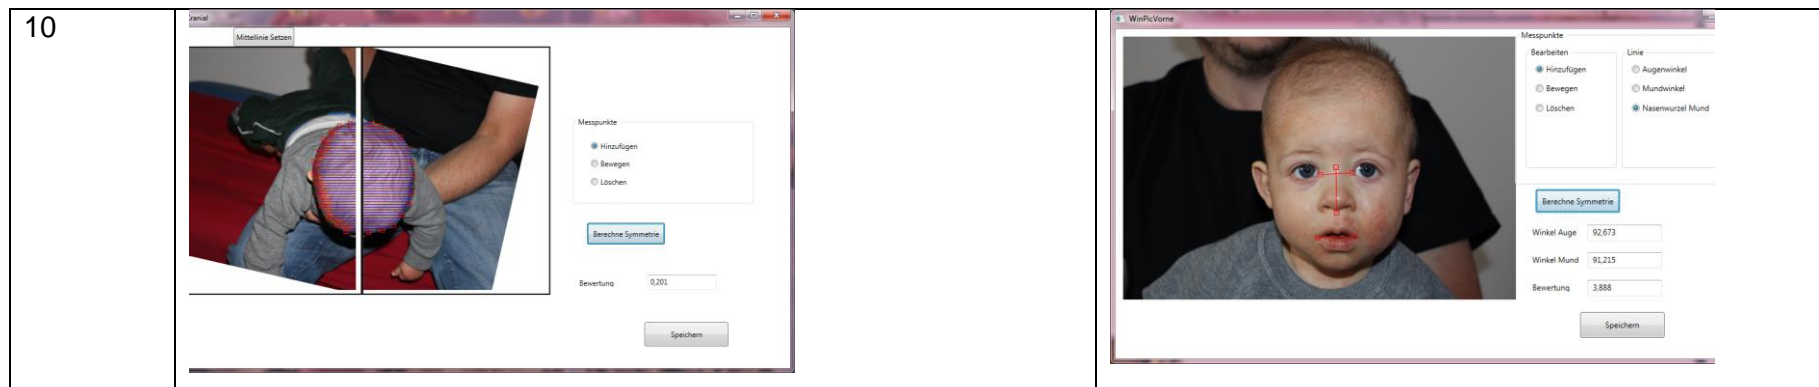 10
Cranial
Mittellinie Setzen
Messpunkte
Hinzufügen
Bewegen
Löschen
Berechne Symmetrie
Bewertung 0,201
Speichern
WinPicVorne
Messpunkte
Bearbeiten Linie
Hinzufügen Augenwinkel
Bewegen Mundwinkel
Löschen Nasenwurzel Mund
Berechne Symmetrie
Winkel Auge 92,673
Winkel Mund 91,215
Bewertung 3,888
Speichern